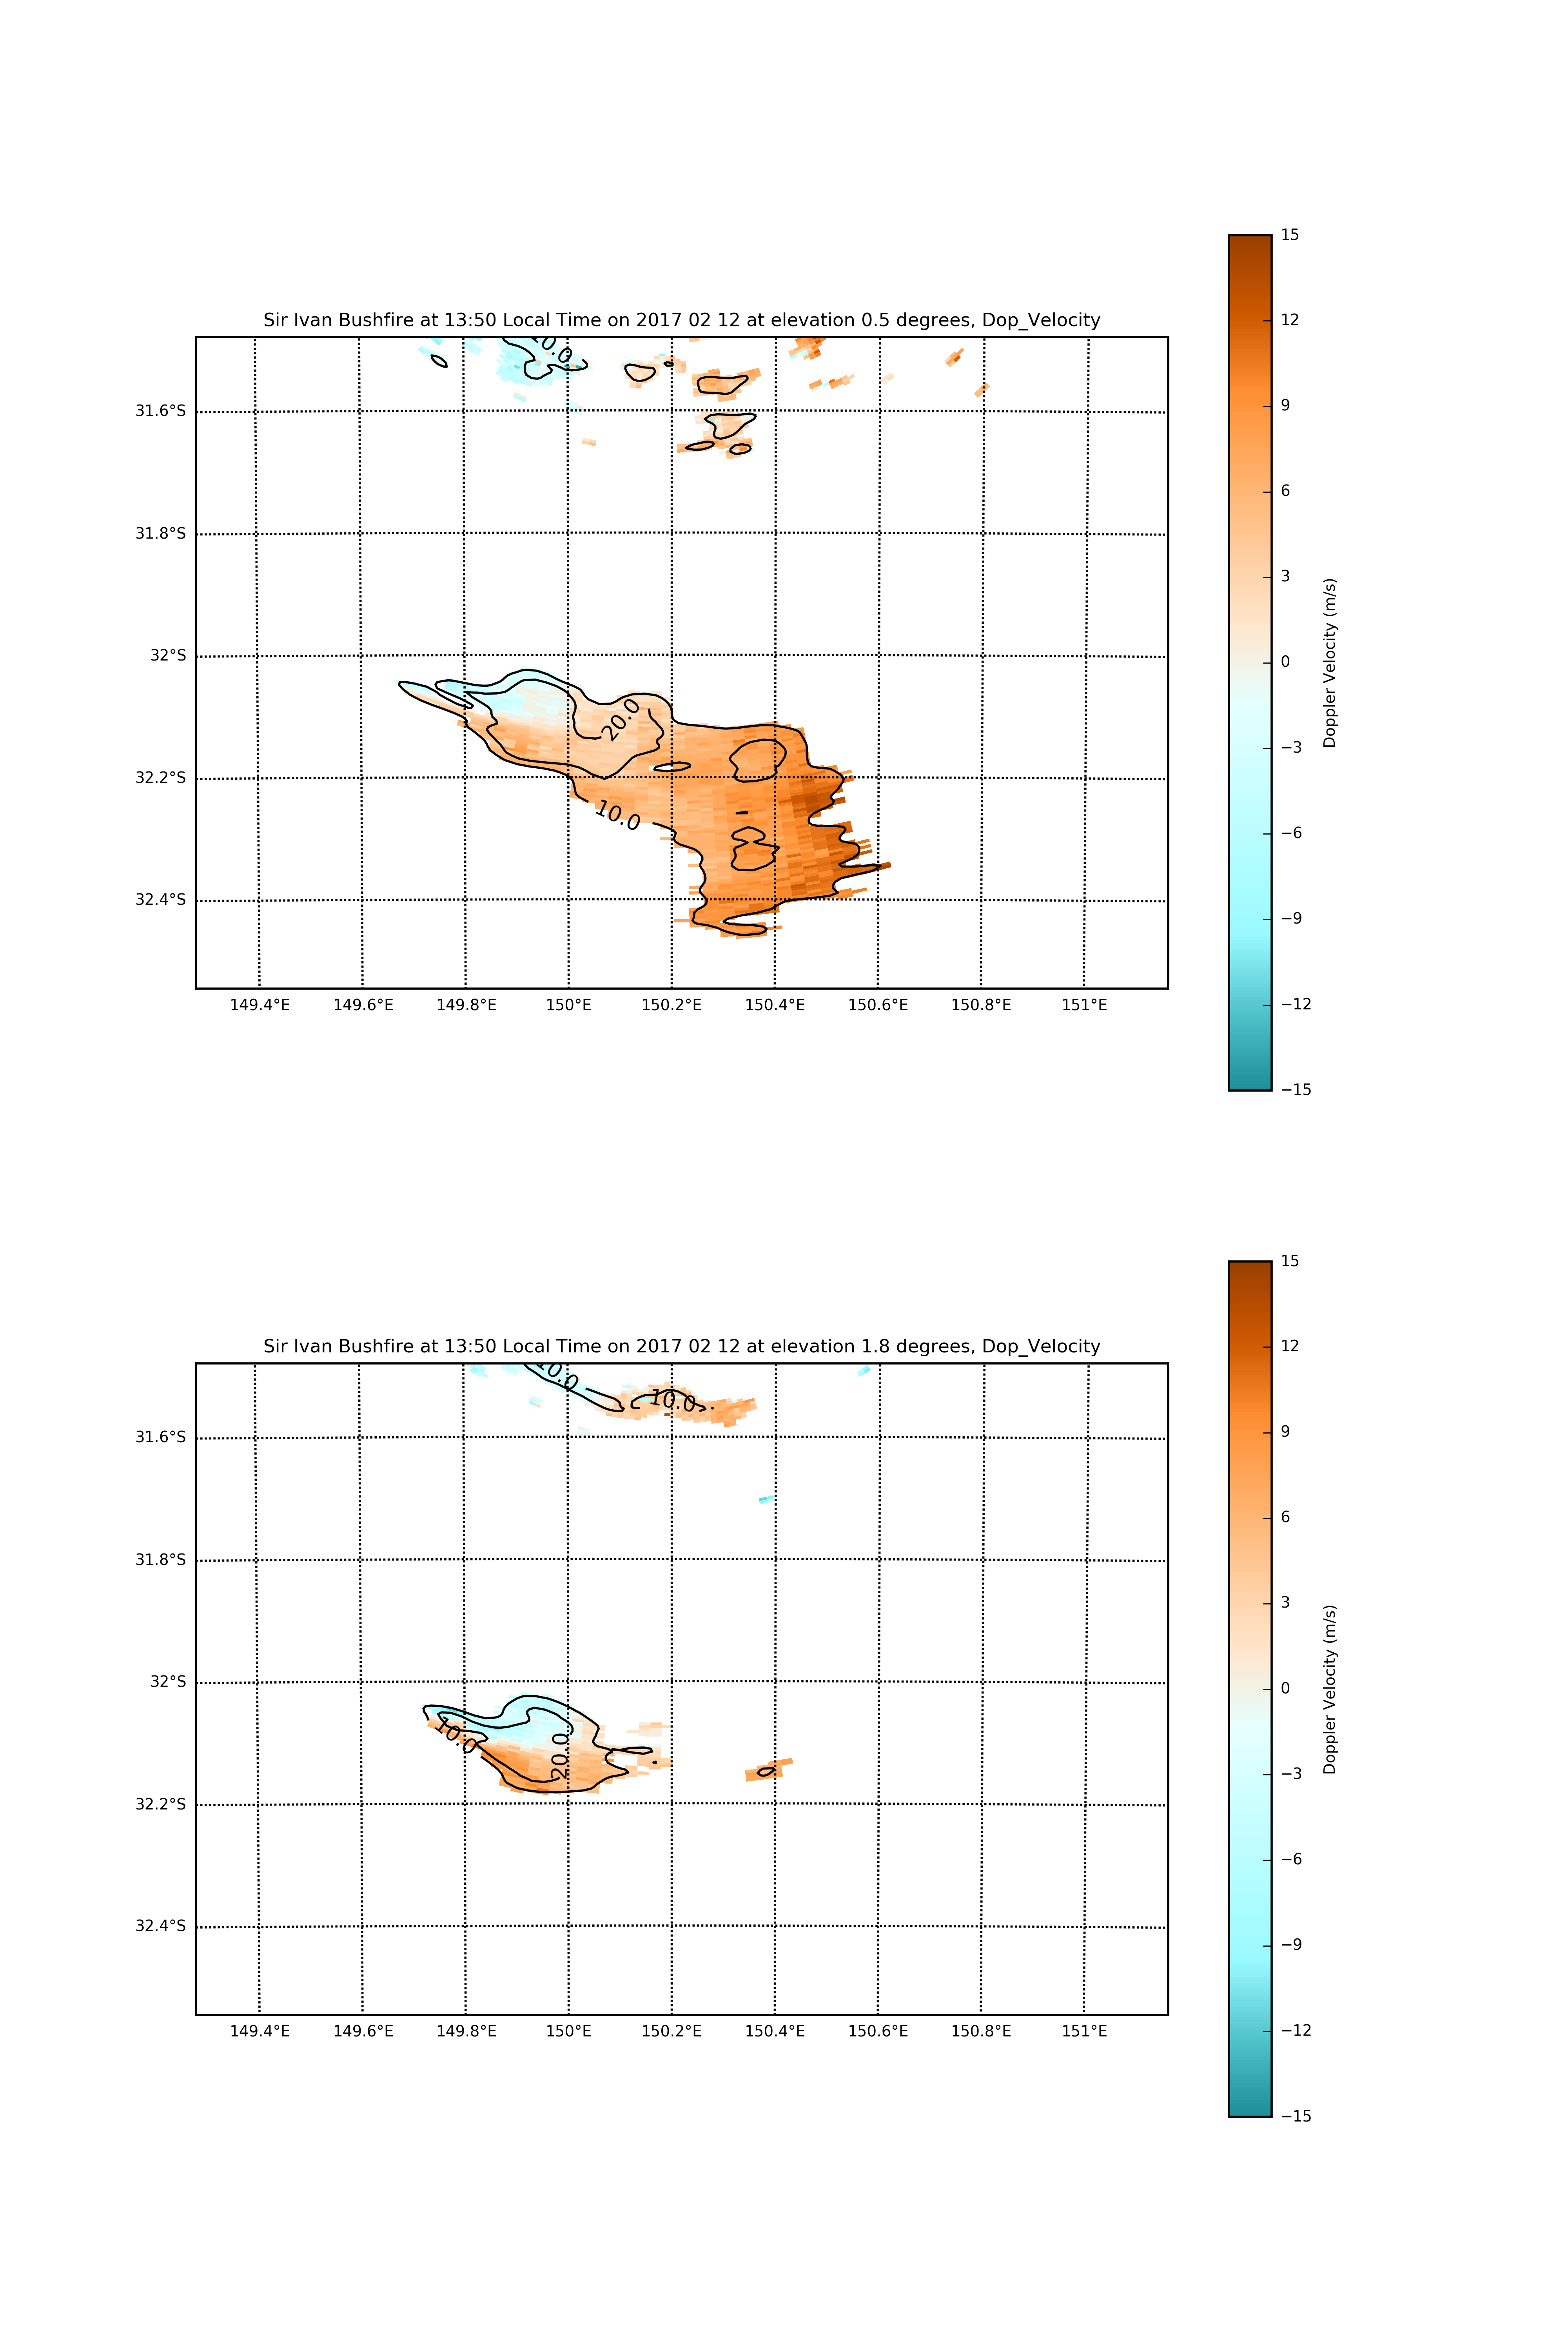 Sir Ivan Bushfire at 13:50 Local Time on 2017 02 12 at elevation 0.5 degrees, Dop_Velocity
10.0
20.0
10.0
31.6°S
31.8°S
32°S
32.2°S
32.4°S
149.4°E 149.6°E 149.8°E 150°E 150.2°E 150.4°E 150.6°E 150.8°E 151°E
15
12
9
6
3
0
−3
−6
−9
−12
−15
Doppler Velocity (m/s)
Sir Ivan Bushfire at 13:50 Local Time on 2017 02 12 at elevation 1.8 degrees, Dop_Velocity
10.0
10.0
10.0
20.0
31.6°S
31.8°S
32°S
32.2°S
32.4°S
149.4°E 149.6°E 149.8°E 150°E 150.2°E 150.4°E 150.6°E 150.8°E 151°E
15
12
9
6
3
0
−3
−6
−9
−12
−15
Doppler Velocity (m/s)